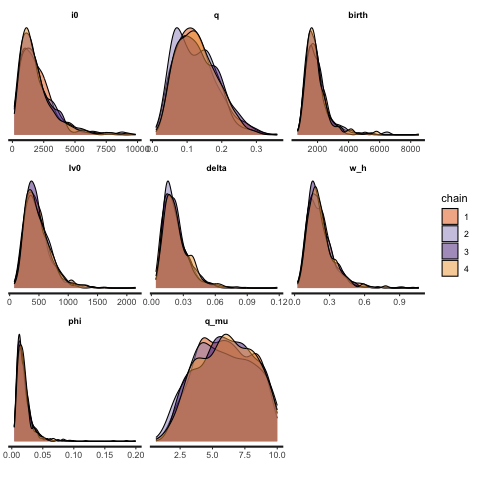 i0 q birth
0 2500 5000 7500 10000 0.0 0.1 0.2 0.3 2000 4000 6000 8000
lv0 delta w_h
0 500 1000 1500 2000 0.00 0.03 0.06 0.09 0.12 0.0 0.3 0.6 0.9
chain
1
2
3
4
phi q_mu
0.00 0.05 0.10 0.15 0.20 2.5 5.0 7.5 10.0